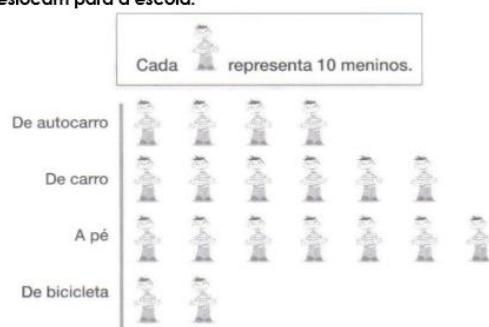 deslocam para a escola.
Cada representa 10 meninos.
De autocarro
De carro
A pé
De bicicleta